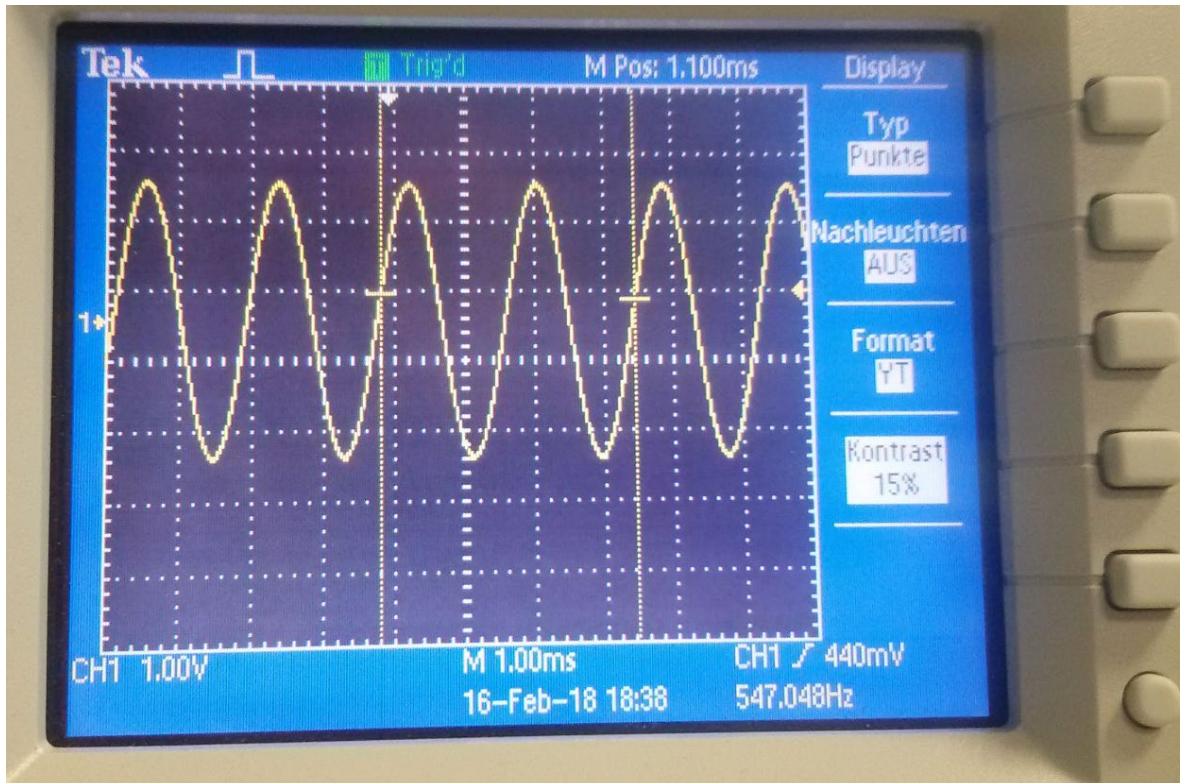 Tek T Trig'd M Pos: 1.100ms Display
Typ
Punkte
Nachleuchten
AUS
1
Format
YT
Kontrast
15%
CH1 1.00V M 1.00ms CH1 440mV
16-Feb-18 18:38 547.048Hz